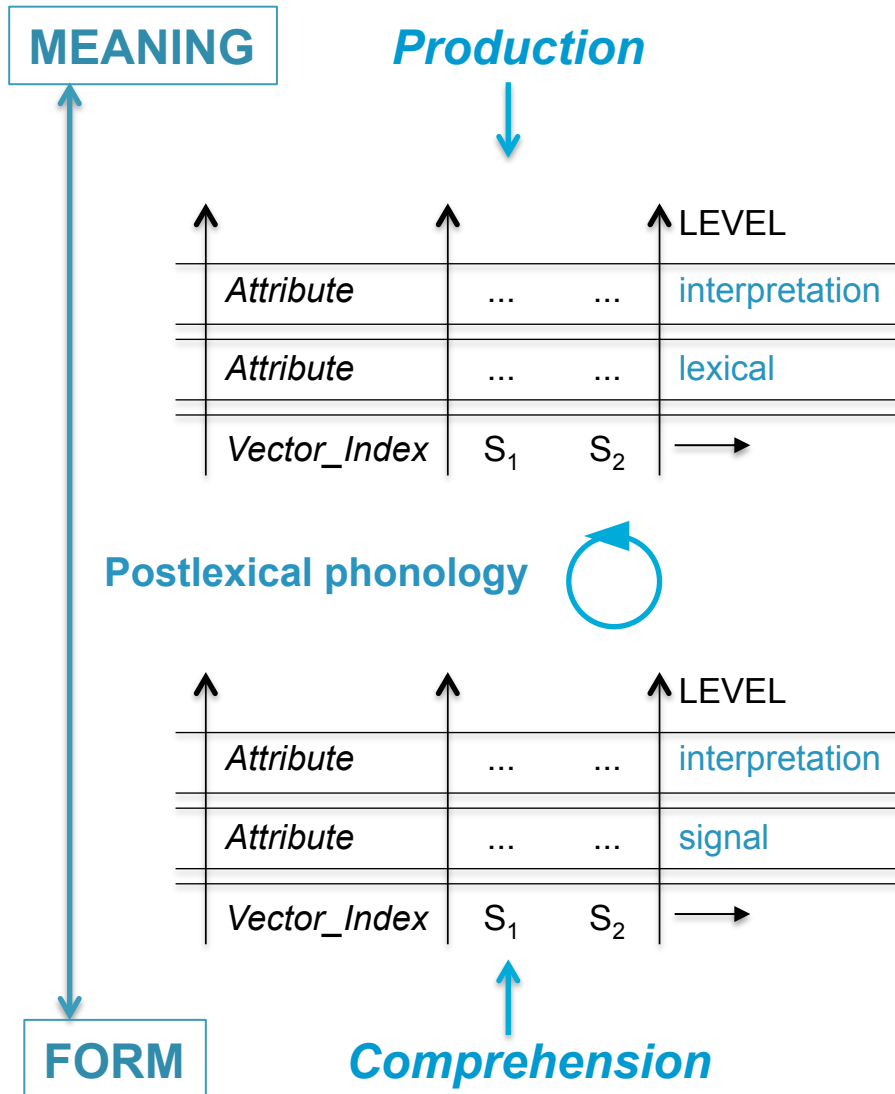 MEANING Production
LEVEL
Attribute ... ... interpretation
Attribute ... ... lexical
Vector_Index S1 S2
Postlexical phonology
LEVEL
Attribute ... ... interpretation
Attribute ... ... signal
Vector_Index S1 S2
FORM Comprehension